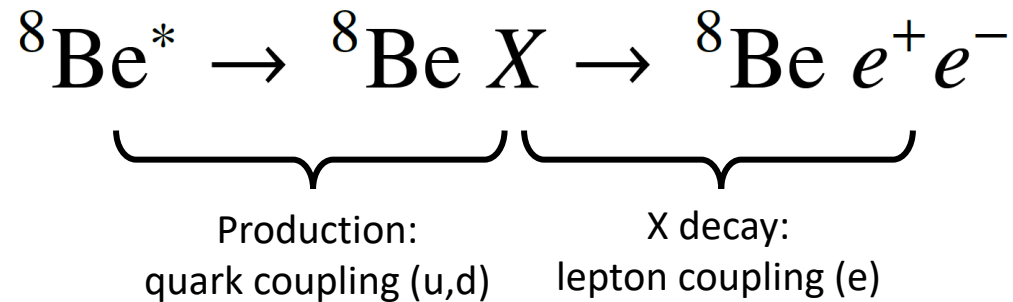 ⁸Be* → ⁸Be X → ⁸Be e⁺e⁻
Production:
quark coupling (u,d)
X decay:
lepton coupling (e)